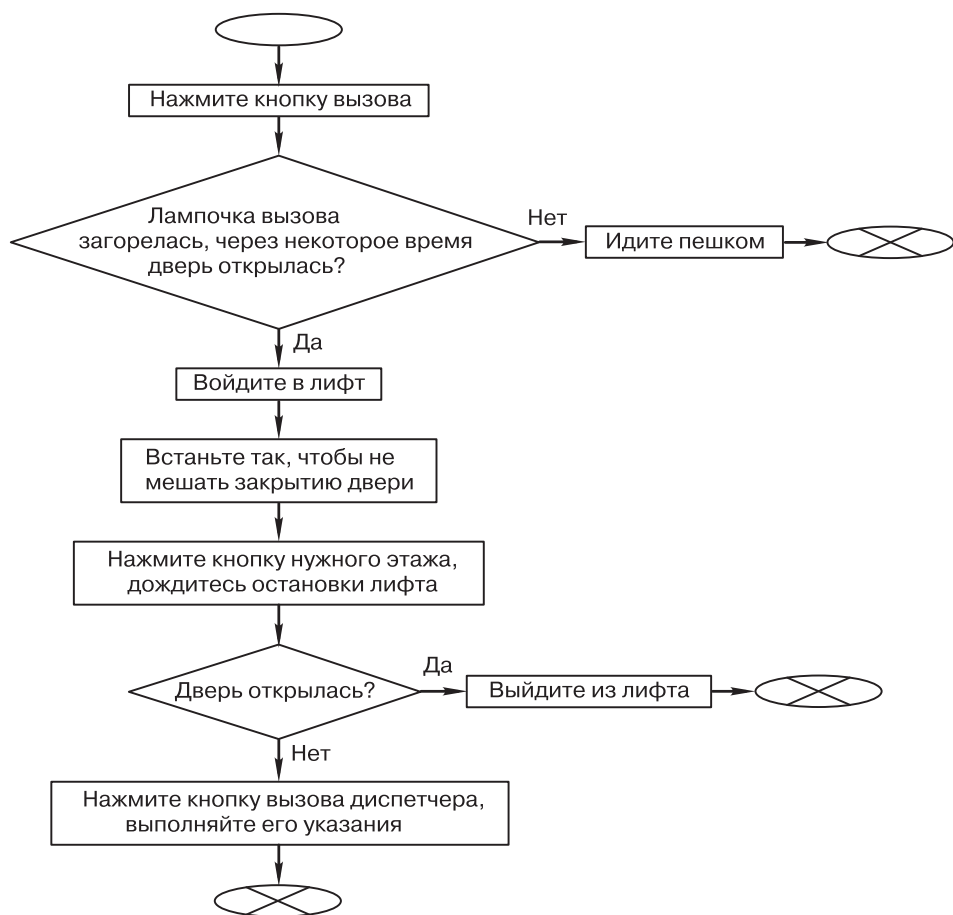 Нажмите кнопку вызова
Лампочка вызова
загорелась, через некоторое время
дверь открылась?
Нет
Идите пешком
Да
Войдите в лифт
Встаньте так, чтобы не
мешать закрытию двери
Нажмите кнопку нужного этажа,
дождитесь остановки лифта
Дверь открылась?
Да
Выйдите из лифта
Нет
Нажмите кнопку вызова диспетчера,
выполняйте его указания